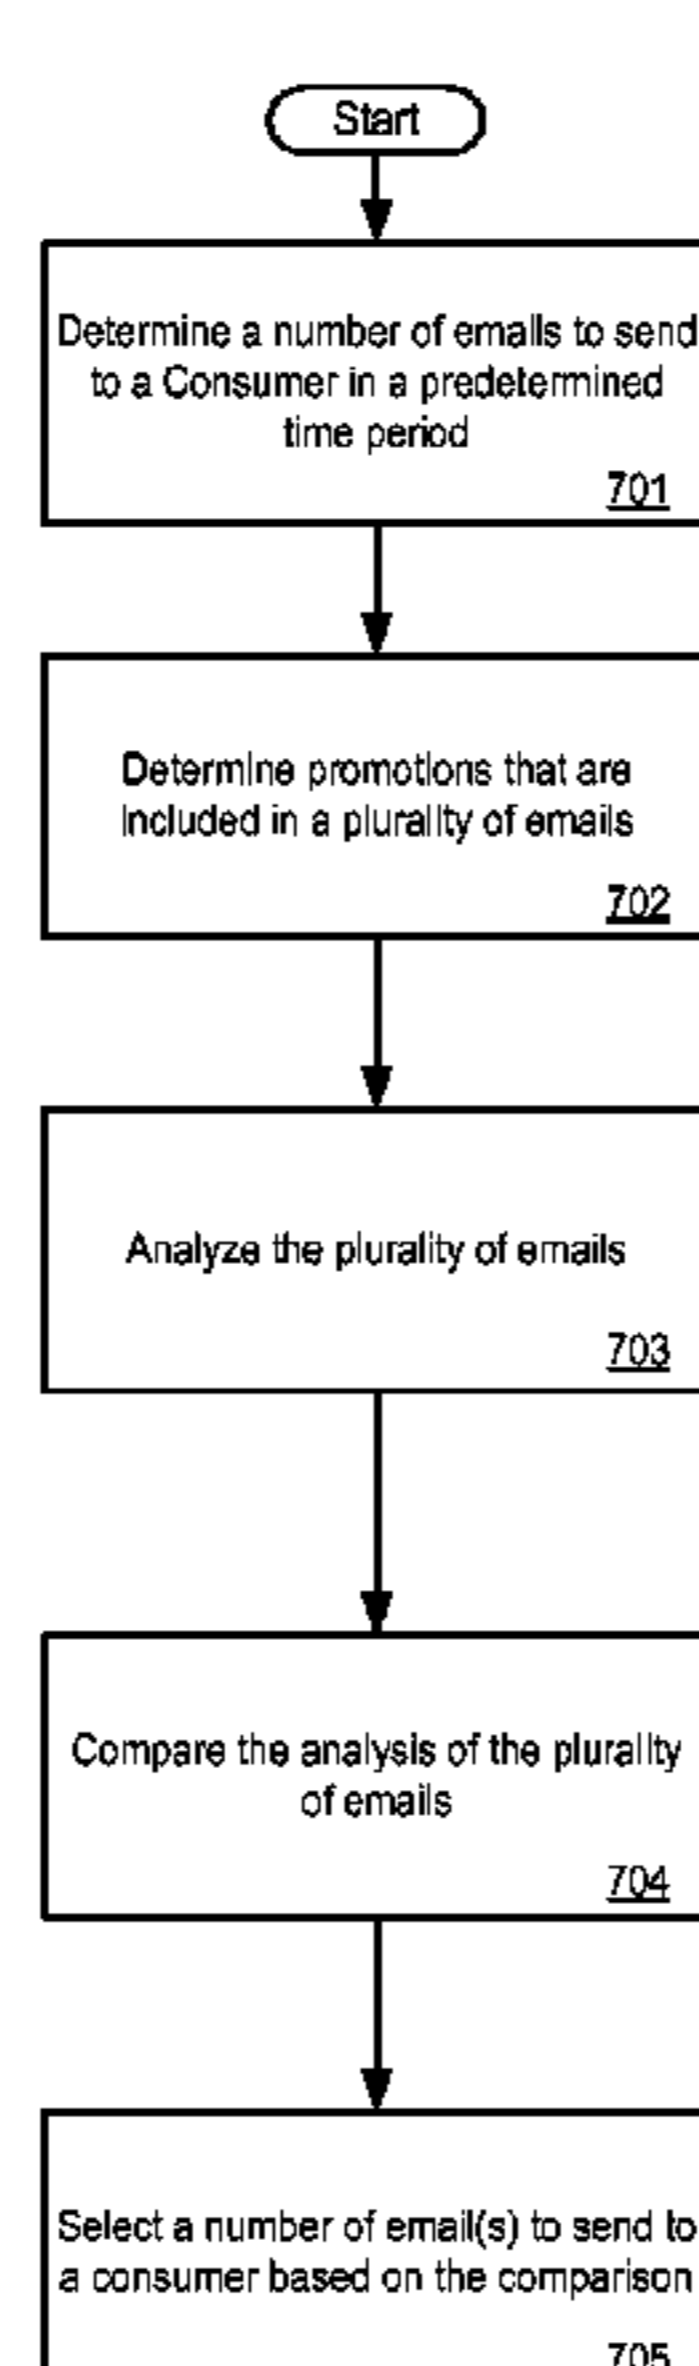 Start
Determine a number of emails to send
to a Consumer in a predetermined
time period
701
Determine promotions that are
included in a plurality of emails
702
Analyze the plurality of emails
703
Compare the analysis of the plurality
of emails
704
Select a number of email(s) to send to
a consumer based on the comparison
705